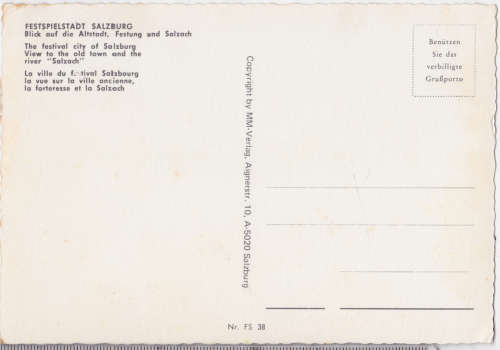 FESTSPIELSTADT SALZBURG
Blick auf die Altstadt, Festung und Salzach
The festival city of Salzburg
View to the old town and the
river "Salzach"
La ville du festival Salzbourg
la vue sur la ville ancienne,
la forteresse et la Salzach
Copyright by MM-Verlag, Aignerstr. 10, A-5020 Salzburg
Benützen
Sie das
verbilligte
Grußporto
Nr. FS 38